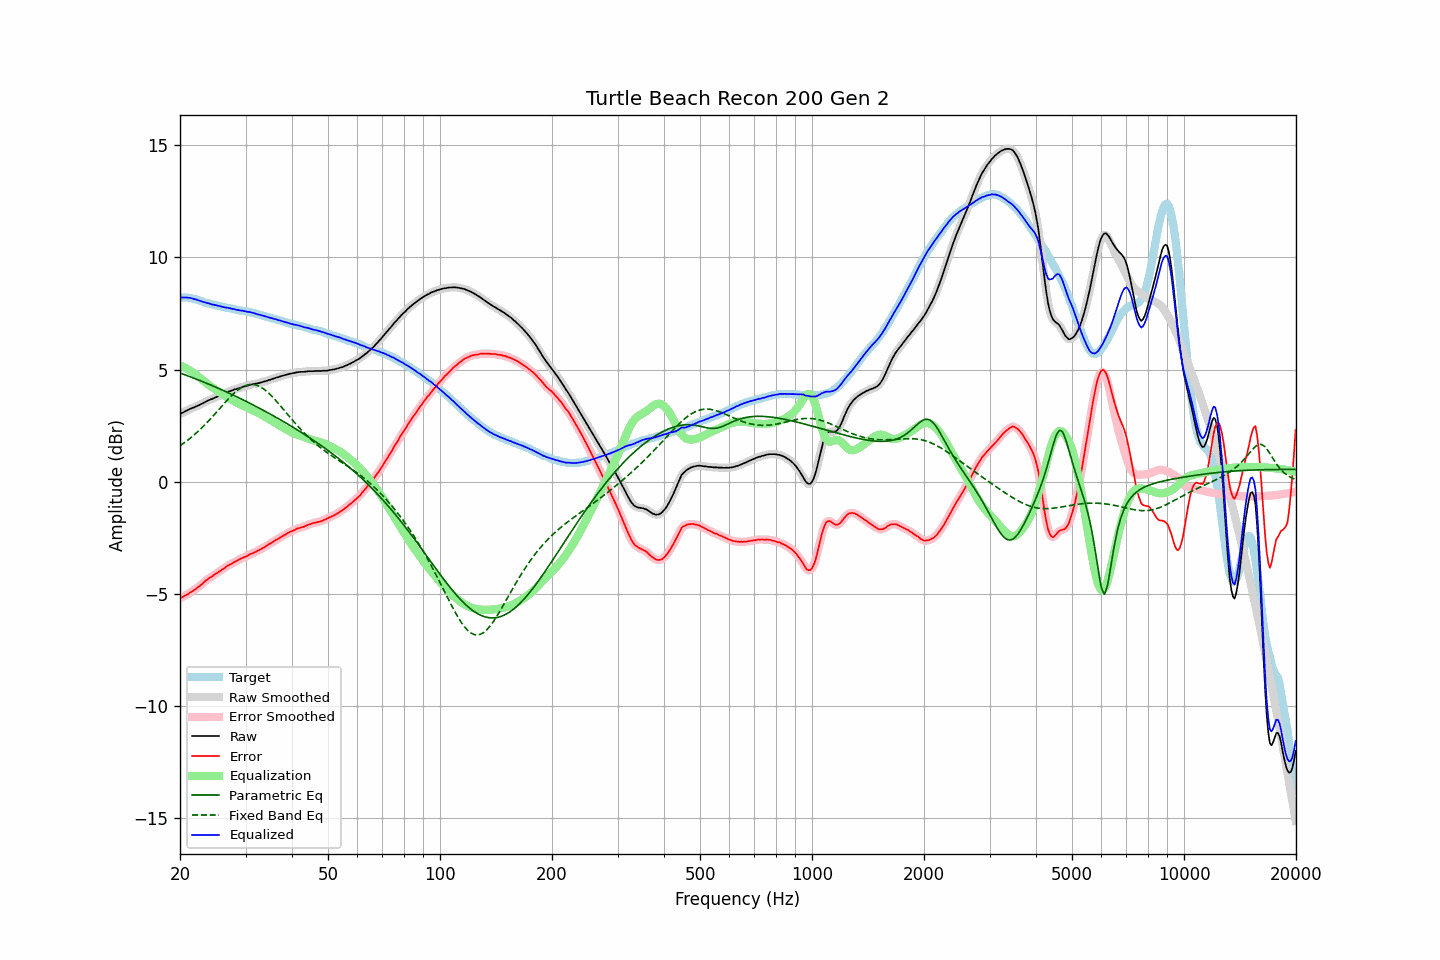 Turtle Beach Recon 200 Gen 2
Amplitude (dBr)
15
10
5
0
−5
−10
−15
Target
Raw Smoothed
Error Smoothed
Raw
Error
Equalization
Parametric Eq
Fixed Band Eq
Equalized
20 50 100 200 500 1000 2000 5000 10000 20000
Frequency (Hz)